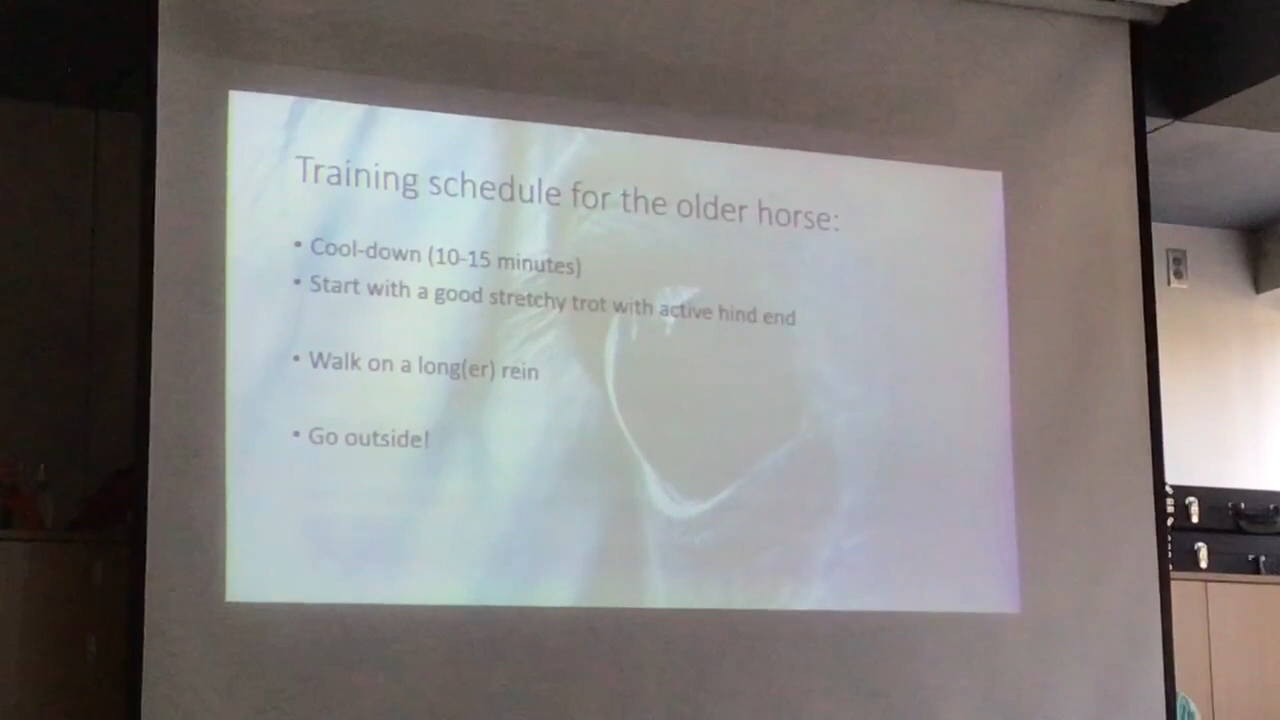 Training schedule for the older horse:
• Cool-down (10-15 minutes)
• Start with a good stretchy trot with active hind end
• Walk on a long(er) rein
• Go outside!